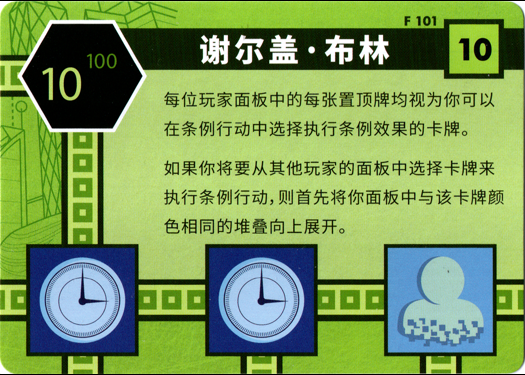 F 101
谢尔盖·布林
10
10^100
每位玩家面板中的每张置顶牌均视为你可以
在条例行动中选择执行条例效果的卡牌。
如果你将要从其他玩家的面板中选择卡牌来
执行条例行动，则首先将你面板中与该卡牌颜
色相同的堆叠向上展开。